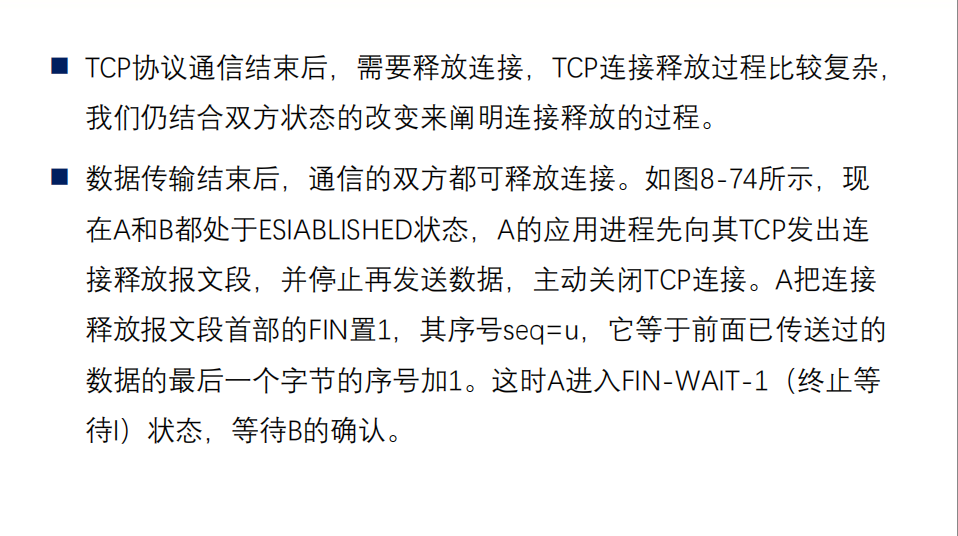 TCP协议通信结束后，需要释放连接，TCP连接释放过程比较复杂，
我们仍结合双方状态的改变来阐明连接释放的过程。
数据传输结束后，通信的双方都可释放连接。如图8-74所示，现
在A和B都处于ESIABLISHED状态，A的应用进程先向其TCP发出连
接释放报文段，并停止再发送数据，主动关闭TCP连接。A把连接
释放报文段首部的FIN置1，其序号seq=u，它等于前面已传送过的
数据的最后一个字节的序号加1。这时A进入FIN-WAIT-1（终止等
待I）状态，等待B的确认。